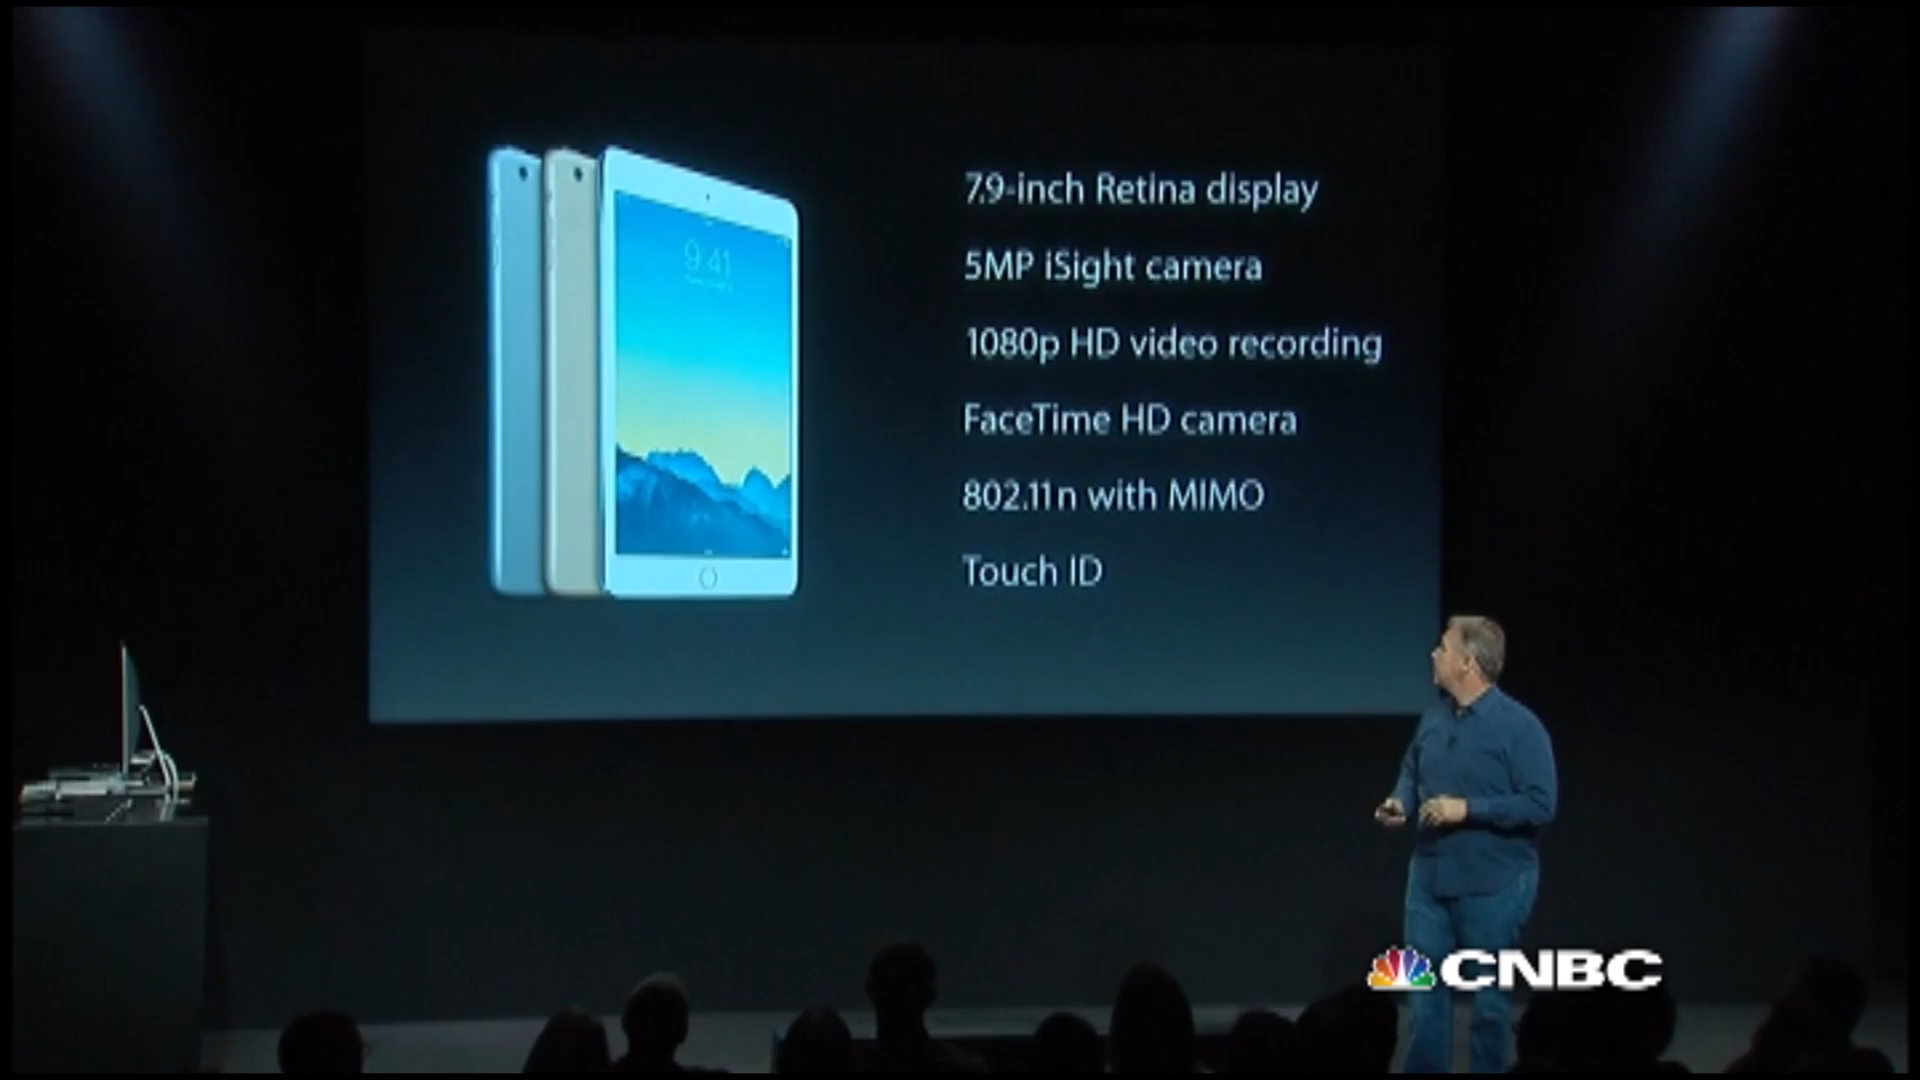 7.9-inch Retina display
5MP iSight camera
1080p HD video recording
FaceTime HD camera
802.11n with MIMO
Touch ID
9:41
CNBC